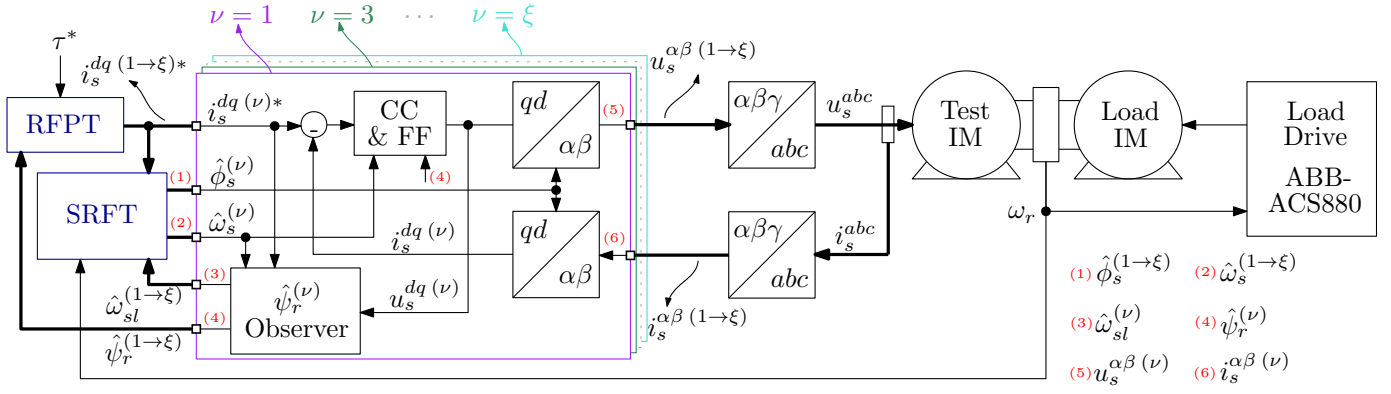 ν = 1
ν = 3
···
ν = ξ
τ*
i_s^{dq (1→ξ)*}
RFPT
SRFT
i_s^{dq (ν)*}
-
CC
& FF
(4)
qd
αβ
(5)
u_s^{αβ (1→ξ)}
αβγ
abc
u_s^{abc}
Test
IM
Load
IM
Load
Drive
ABB-
ACS880
(1)
ϕ̂_s^{(ν)}
(2)
ω̂_s^{(ν)}
i_s^{dq (ν)}
qd
αβ
(6)
αβγ
abc
i_s^{abc}
ω_r
(3)
ω̂_{sl}^{(1→ξ)}
(4)
ψ̂_r^{(1→ξ)}
ψ̂_r^{(ν)}
Observer
u_s^{dq (ν)}
i_s^{αβ (1→ξ)}
(1) ϕ̂_s^{(1→ξ)} (2) ω̂_s^{(1→ξ)}
(3) ω̂_{sl}^{(ν)} (4) ψ̂_r^{(ν)}
(5) u_s^{αβ (ν)} (6) i_s^{αβ (ν)}